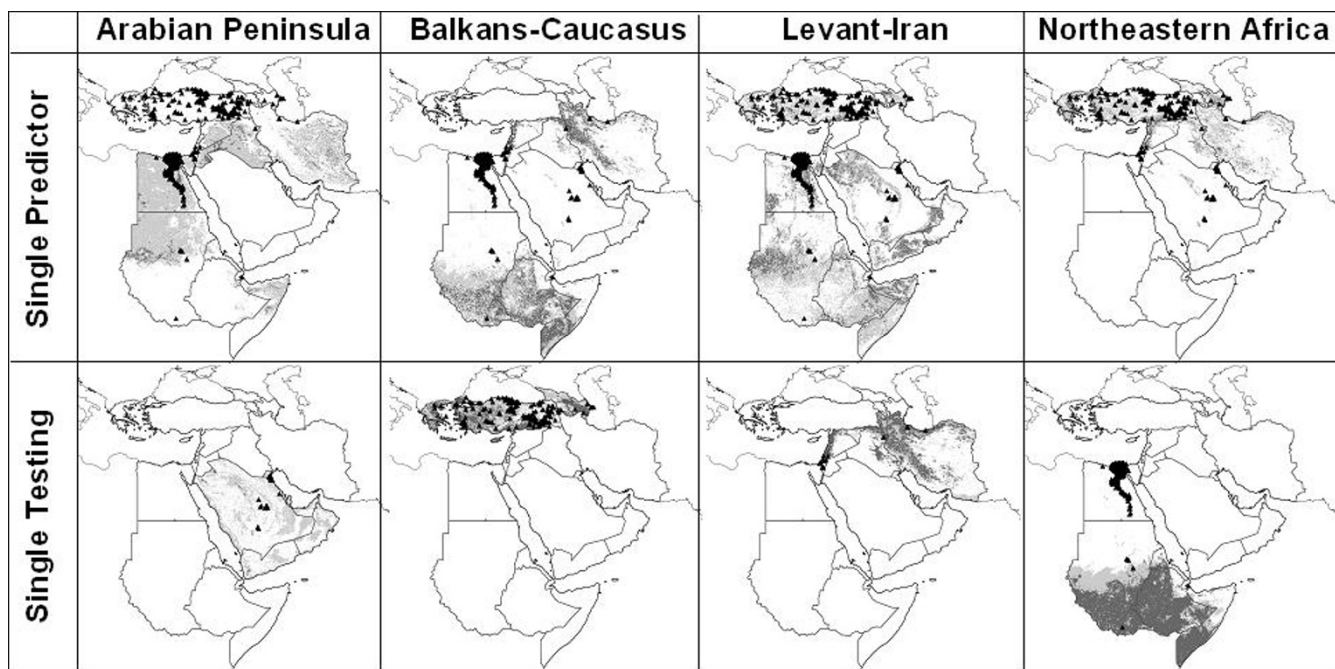 Arabian Peninsula
Balkans-Caucasus
Levant-Iran
Northeastern Africa
Single Predictor
Single Testing